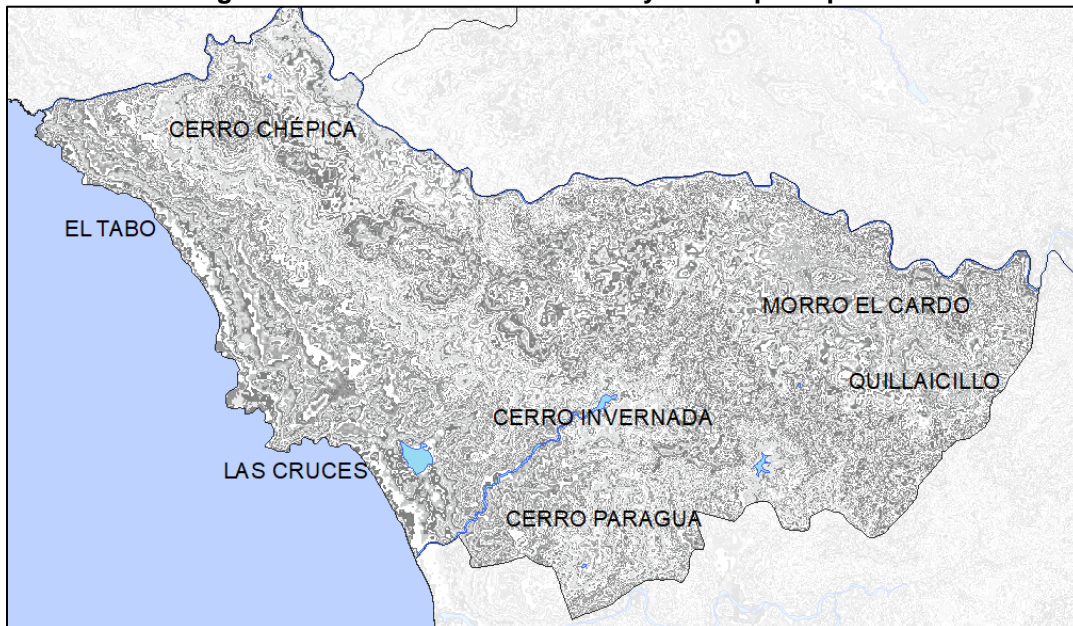 CERRO CHÉPICA
EL TABO
MORRO EL CARDO
QUILLAICILLO
CERRO INVERNADA
LAS CRUCES
CERRO PARAGUA